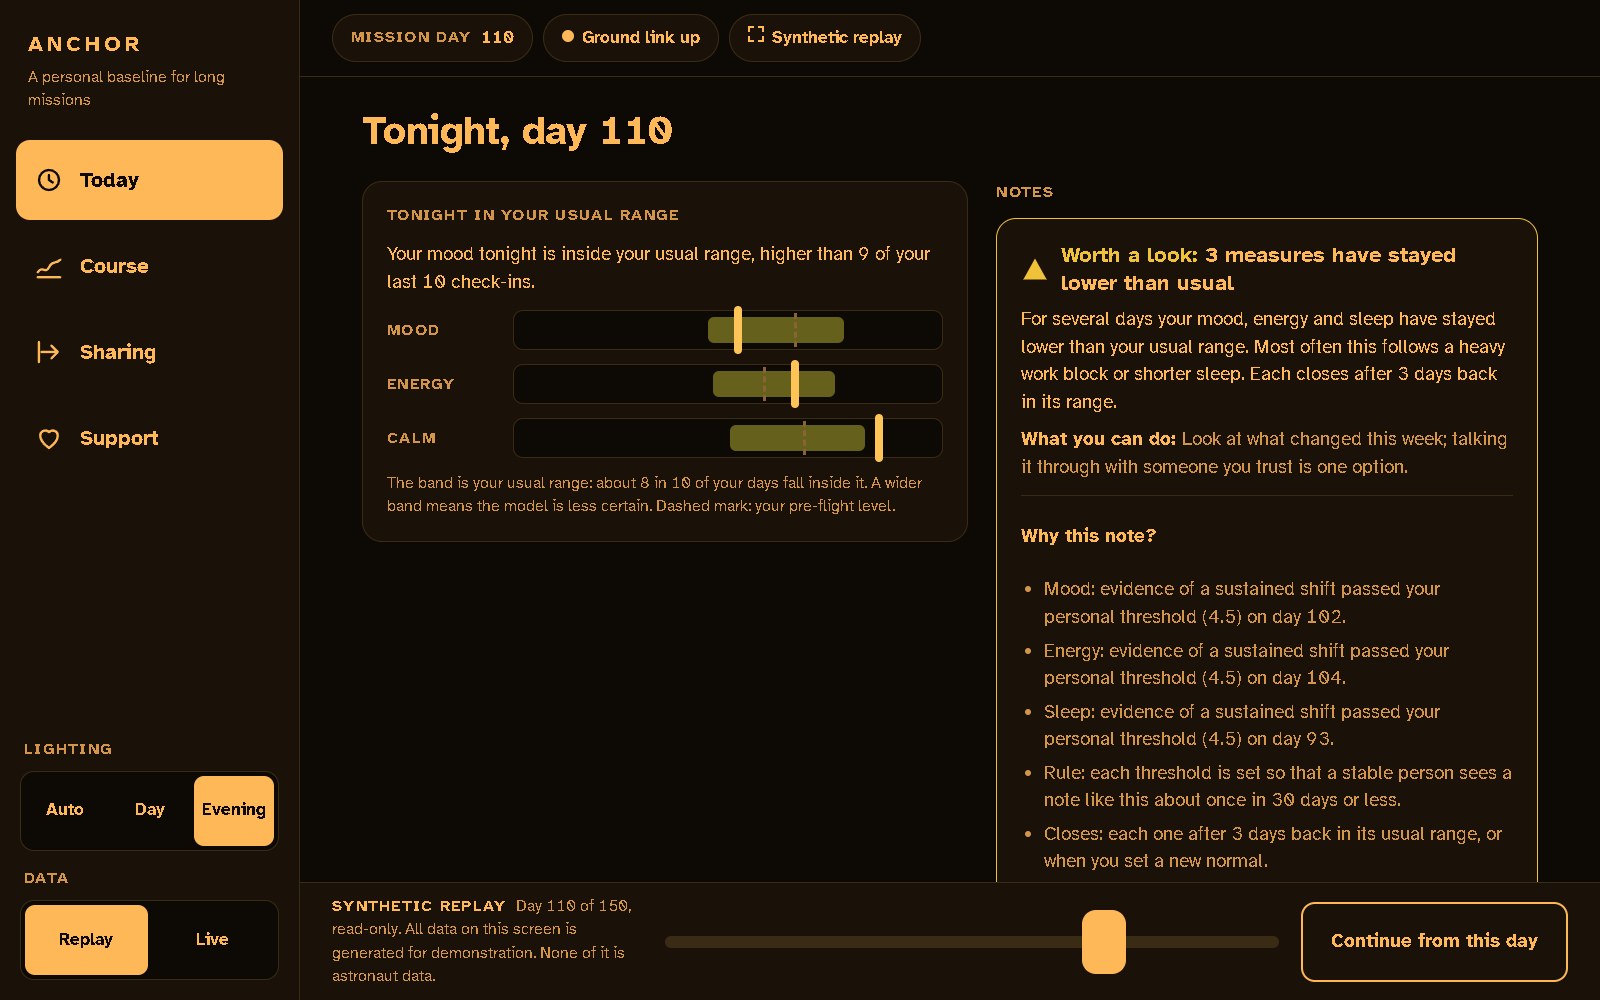 ANCHOR
A personal baseline for long
missions
Today
Course
Sharing
Support
LIGHTING
Auto Day Evening
DATA
Replay Live
MISSION DAY 110 Ground link up Synthetic replay
Tonight, day 110
TONIGHT IN YOUR USUAL RANGE
Your mood tonight is inside your usual range, higher than 9 of your
last 10 check-ins.
MOOD
ENERGY
CALM
The band is your usual range: about 8 in 10 of your days fall inside it. A wider
band means the model is less certain. Dashed mark: your pre-flight level.
NOTES
Worth a look: 3 measures have stayed
lower than usual
For several days your mood, energy and sleep have stayed
lower than your usual range. Most often this follows a heavy
work block or shorter sleep. Each closes after 3 days back
in its range.
What you can do: Look at what changed this week; talking
it through with someone you trust is one option.
Why this note?
• Mood: evidence of a sustained shift passed your
personal threshold (4.5) on day 102.
• Energy: evidence of a sustained shift passed your
personal threshold (4.5) on day 104.
• Sleep: evidence of a sustained shift passed your
personal threshold (4.5) on day 93.
• Rule: each threshold is set so that a stable person sees a
note like this about once in 30 days or less.
• Closes: each one after 3 days back in its usual range, or
when you set a new normal.
SYNTHETIC REPLAY Day 110 of 150,
read-only. All data on this screen is
generated for demonstration. None of it is
astronaut data.
Continue from this day